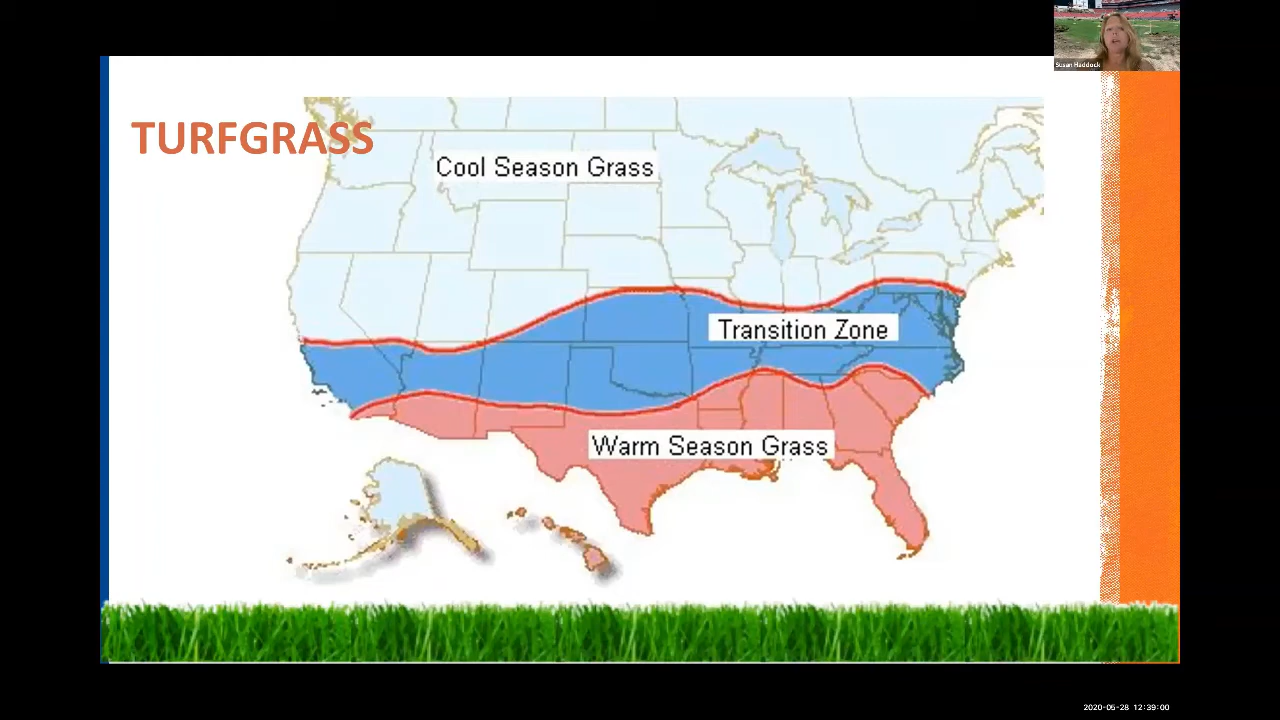 Susan Haddock
TURFGRASS
Cool Season Grass
Transition Zone
Warm Season Grass
2020-05-28 12:39:00